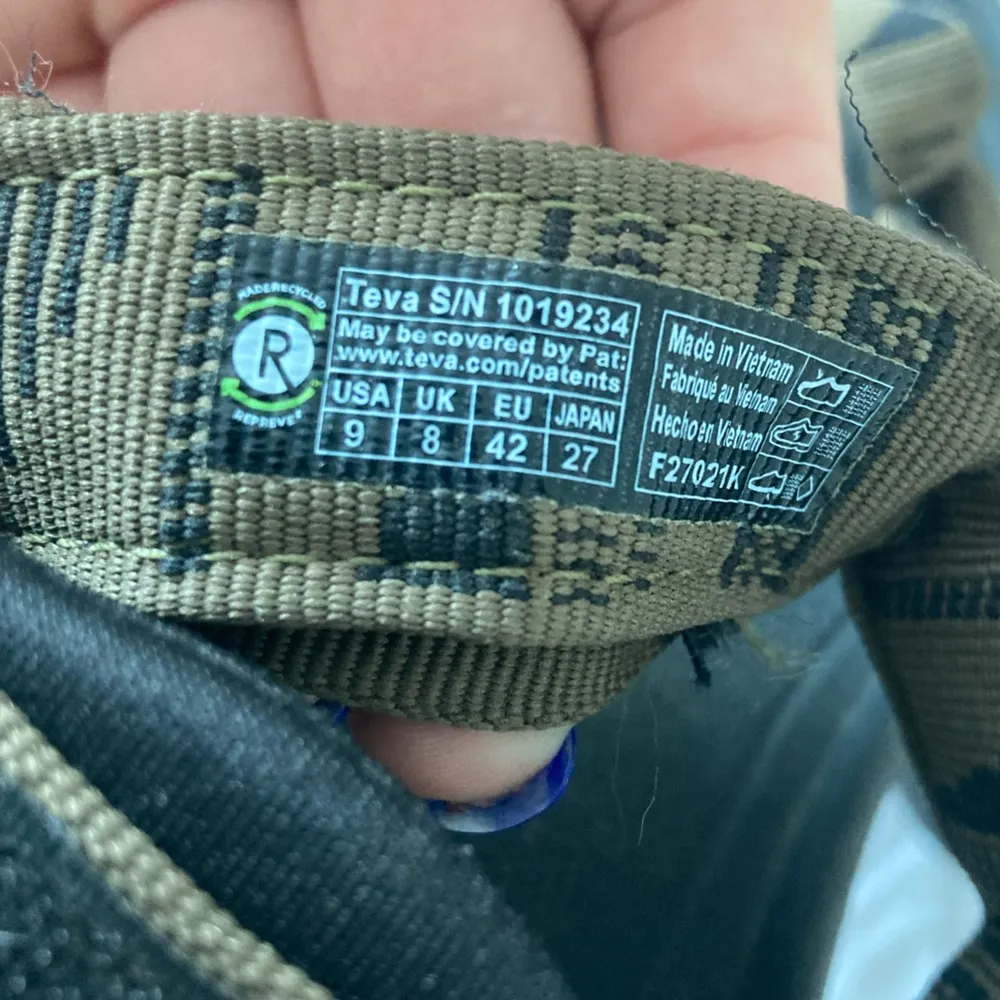 MADE RECYCLED
R
REPREVE
Teva S/N 1019234
May be covered by Pat:
www.teva.com/patents
USA UK EU JAPAN
9 8 42 27
Made in Vietnam
Fabriqué au Vietnam
Hecho en Vietnam
F27021K